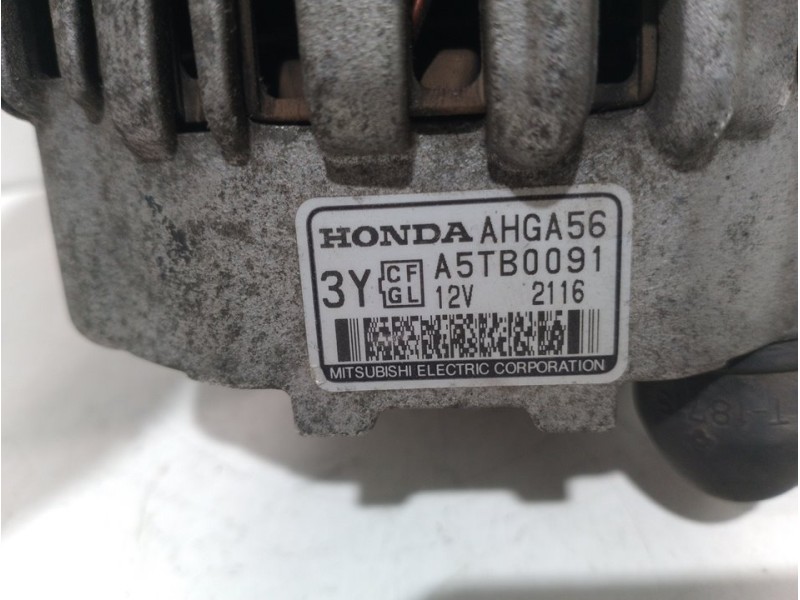 HONDA AHGA56
3Y CF GL A5TB0091
12V 2116
MITSUBISHI ELECTRIC CORPORATION